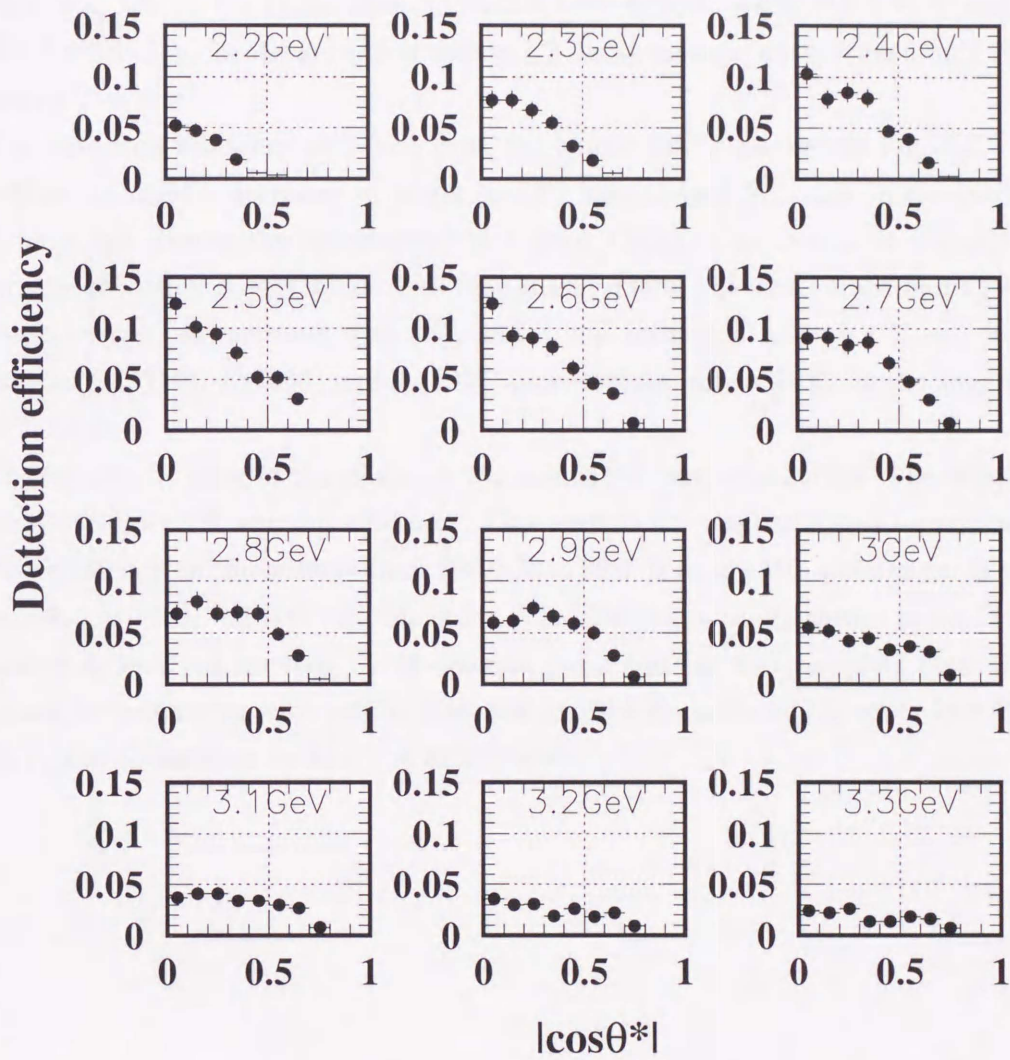 Detection efficiency
0.15 2.2GeV 0.15 2.3GeV 0.15 2.4GeV
0.1 0.1 0.1
0.05 0.05 0.05
0 0 0
0 0.5 1 0 0.5 1 0 0.5 1
0.15 2.5GeV 0.15 2.6GeV 0.15 2.7GeV
0.1 0.1 0.1
0.05 0.05 0.05
0 0 0
0 0.5 1 0 0.5 1 0 0.5 1
0.15 2.8GeV 0.15 2.9GeV 0.15 3GeV
0.1 0.1 0.1
0.05 0.05 0.05
0 0 0
0 0.5 1 0 0.5 1 0 0.5 1
0.15 3.1GeV 0.15 3.2GeV 0.15 3.3GeV
0.1 0.1 0.1
0.05 0.05 0.05
0 0 0
0 0.5 1 0 0.5 1 0 0.5 1
|cosθ*|